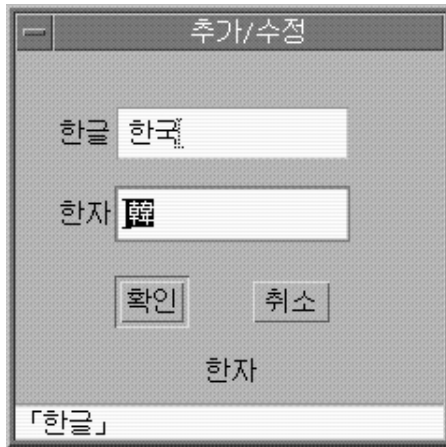 추가/수정
한글 한국
한자 韓
확인 취소
한자
「한글」